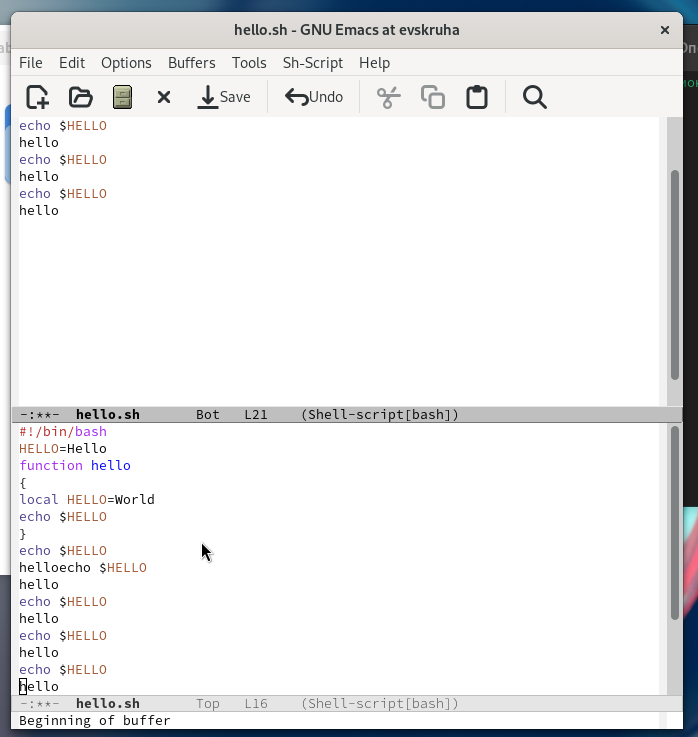 hello.sh - GNU Emacs at evskruha
File Edit Options Buffers Tools Sh-Script Help
Save Undo
echo $HELLO
hello
echo $HELLO
hello
echo $HELLO
hello
-:**- hello.sh Bot L21 (Shell-script[bash])
#!/bin/bash
HELLO=Hello
function hello
{
local HELLO=World
echo $HELLO
}
echo $HELLO
helloecho $HELLO
hello
echo $HELLO
hello
echo $HELLO
hello
echo $HELLO
hello
-:**- hello.sh Top L16 (Shell-script[bash])
Beginning of buffer